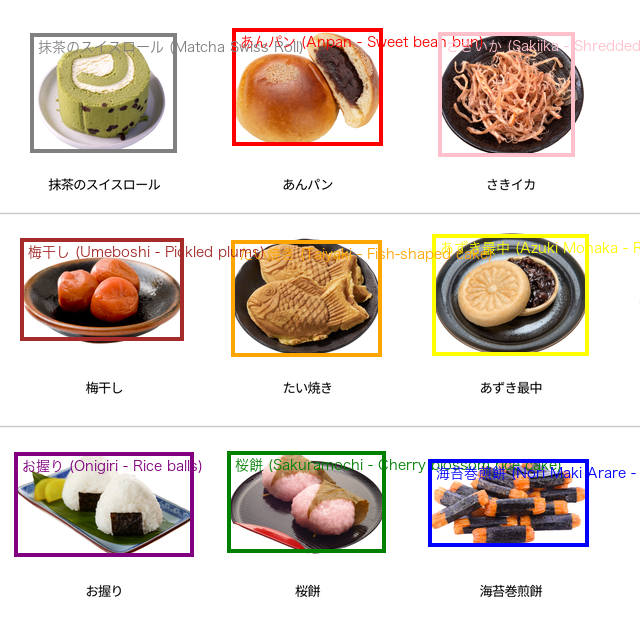 抹茶のスイスロール (Matcha Swiss Roll)
あんパン (Anpan - Sweet bean bun)
さきいか (Sakiika - Shredded
抹茶のスイスロール
あんパン
さきイカ
梅干し (Umeboshi - Pickled plums)
たい焼き (Taiyaki - Fish-shaped cake)
あずき最中 (Azuki Monaka -
梅干し
たい焼き
あずき最中
お握り (Onigiri - Rice balls)
桜餅 (Sakuramochi - Cherry blossom rice cake)
海苔巻煎餅 (Nori Maki Arare -
お握り
桜餅
海苔巻煎餅